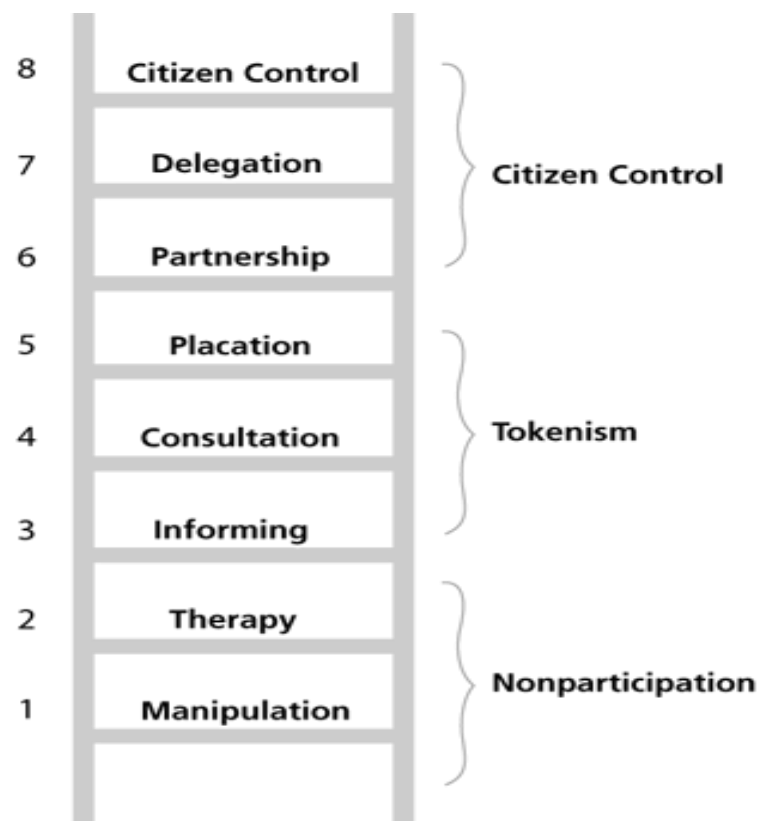 8 Citizen Control
7 Delegation
Citizen Control
6 Partnership
5 Placation
4 Consultation
Tokenism
3 Informing
2 Therapy
Nonparticipation
1 Manipulation